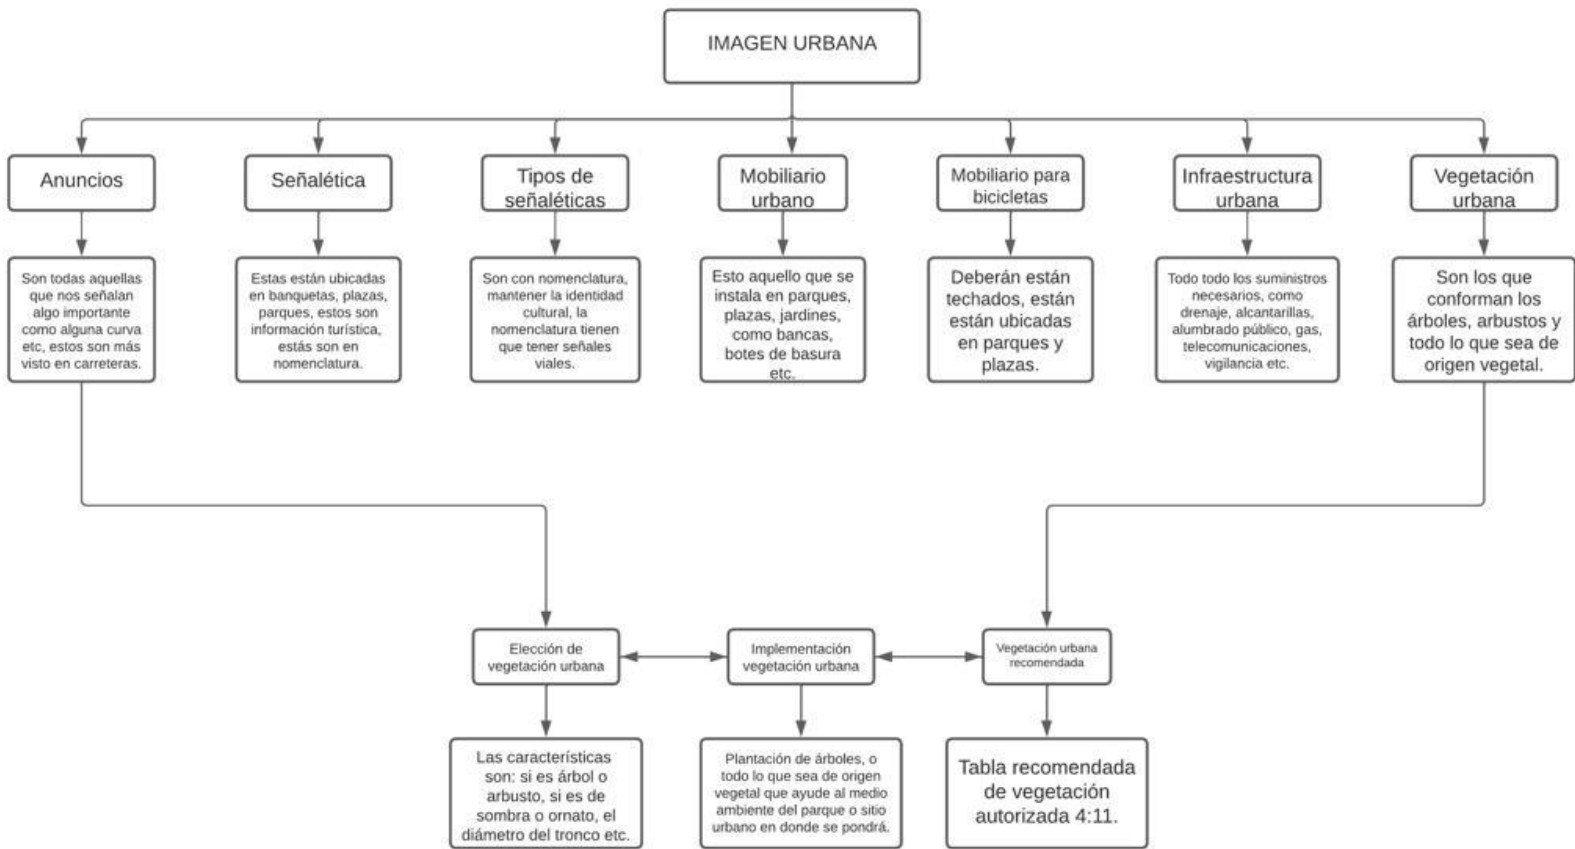 IMAGEN URBANA
Anuncios
Señalética
Tipos de
señaléticas
Mobiliario
urbano
Mobiliario para
bicicletas
Infraestructura
urbana
Vegetación
urbana
Son todas aquellas
que nos señalan
algo importante
como alguna curva
etc, estos son más
visto en carreteras.
Estas están ubicadas
en banquetas, plazas,
parques, estos son
información turística,
estás son en
nomenclatura.
Son con nomenclatura,
mantener la identidad
cultural, la
nomenclatura tienen
que tener señales
viales.
Esto aquello que se
instala en parques,
plazas, jardines,
como bancas,
botes de basura
etc.
Deberán están
techados, están
están ubicadas
en parques y
plazas.
Todo todo los suministros
necesarios, como
drenaje, alcantarillas,
alumbrado público, gas,
telecomunicaciones,
vigilancia etc.
Son los que
conforman los
árboles, arbustos y
todo lo que sea de
origen vegetal.
Elección de
vegetación urbana
Implementación
vegetación urbana
Vegetación urbana
recomendada
Las características
son: si es árbol o
arbusto, si es de
sombra o ornato, el
diámetro del tronco etc.
Plantación de árboles, o
todo lo que sea de origen
vegetal que ayude al medio
ambiente del parque o sitio
urbano en donde se pondrá.
Tabla recomendada
de vegetación
autorizada 4:11.